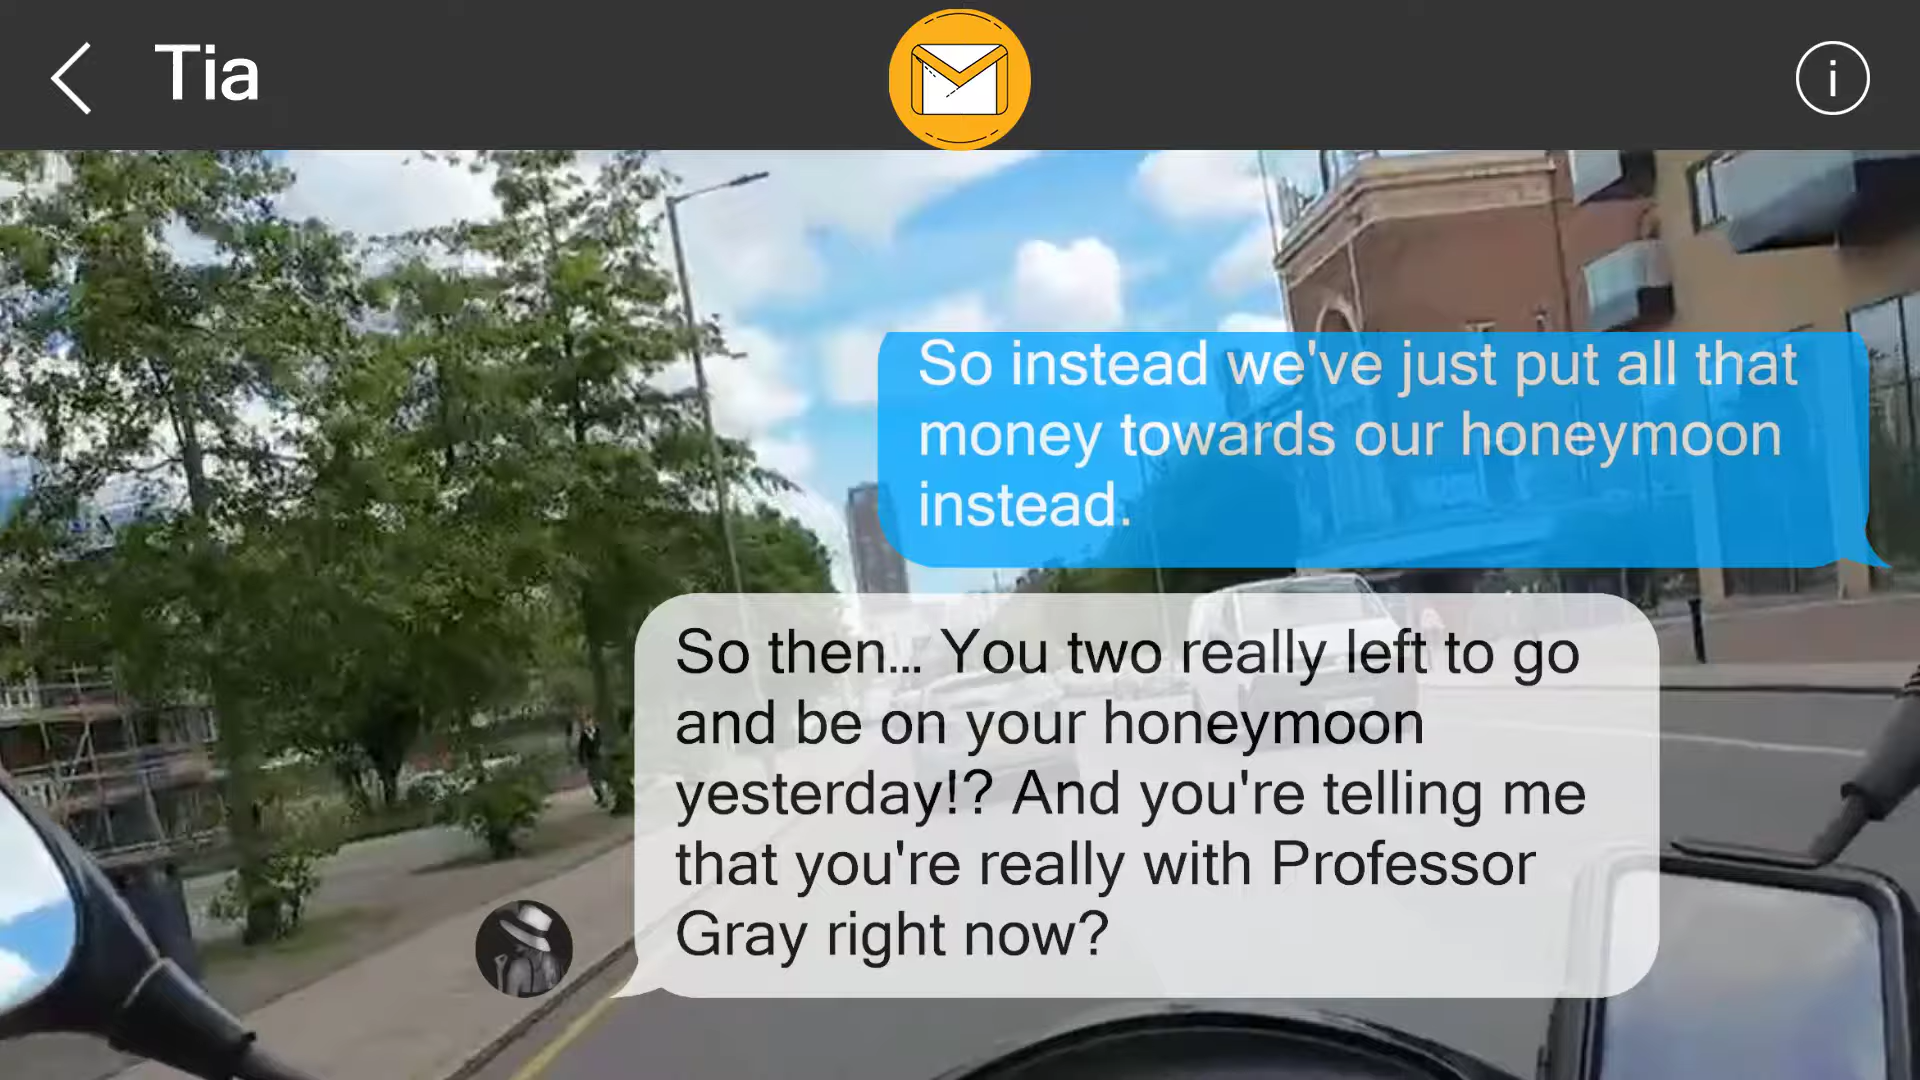 Tia
So instead we've just put all that
money towards our honeymoon
instead.
So then... You two really left to go
and be on your honeymoon
yesterday!? And you're telling me
that you're really with Professor
Gray right now?